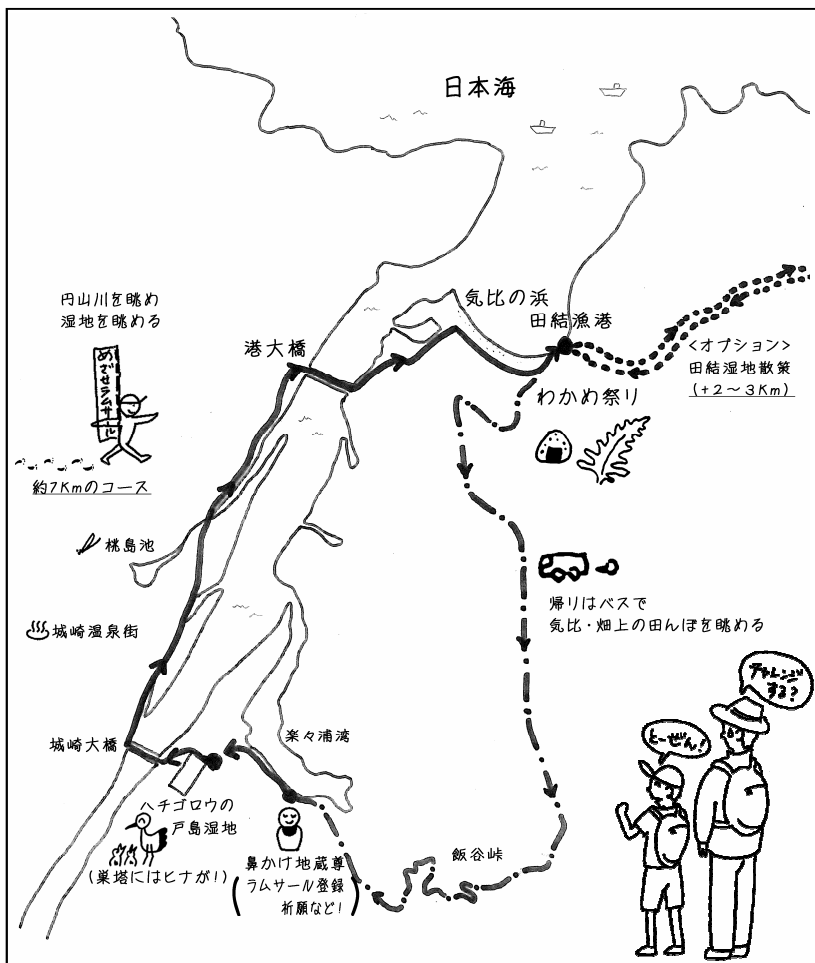 日本海
円山川を眺め
湿地を眺める
めざせラムサール
約7Kmのコース
気比の浜
田結漁港
港大橋
<オプション>
田結湿地散策
(+2〜3Km)
わかめ祭り
桃島池
城崎温泉街
帰りはバスで
気比・畑上の田んぼを眺める
チャレンジ
する?
とーぜん!
城崎大橋
楽々浦湾
ハチゴロウの
戸島湿地
(巣塔にはヒナが!)
鼻かけ地蔵尊
(ラムサール登録
祈願など!)
飯谷峠